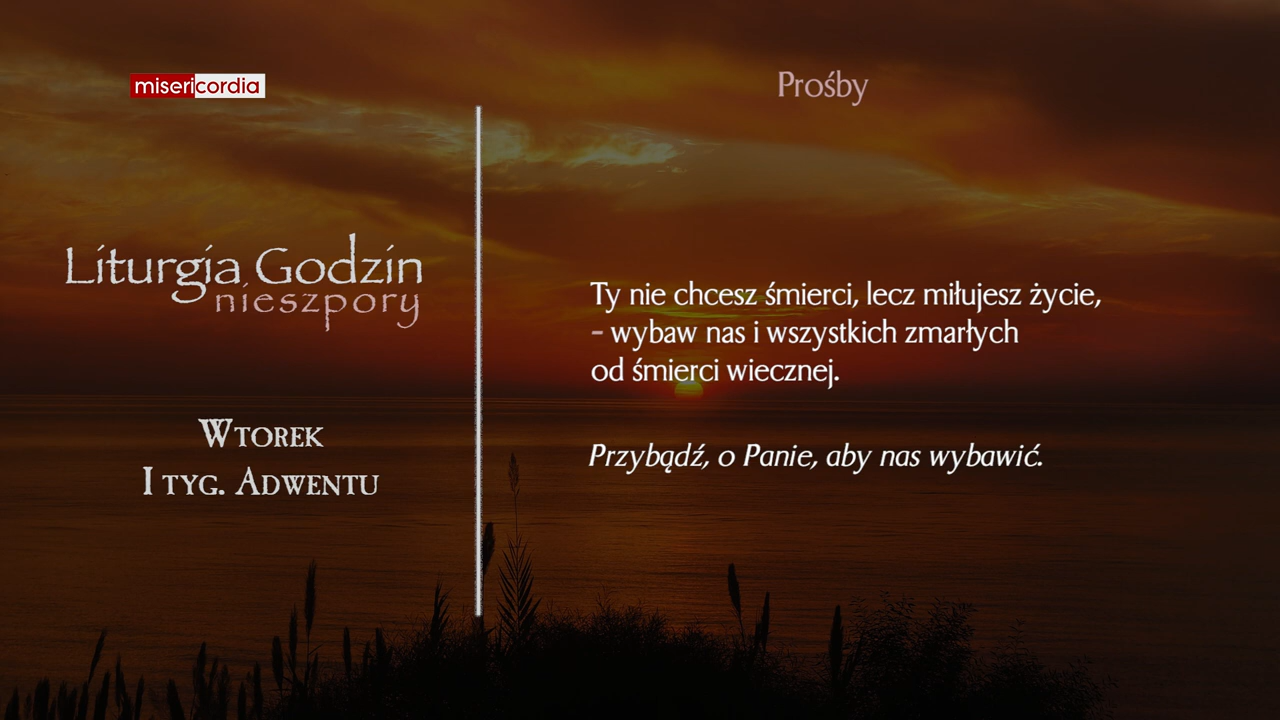 misericordia
Prośby
Liturgia Godzin
nieszpory
Wtorek
I tyg. Adwentu
Ty nie chcesz śmierci, lecz miłujesz życie,
– wybaw nas i wszystkich zmarłych
od śmierci wiecznej.
Przybądź, o Panie, aby nas wybawić.